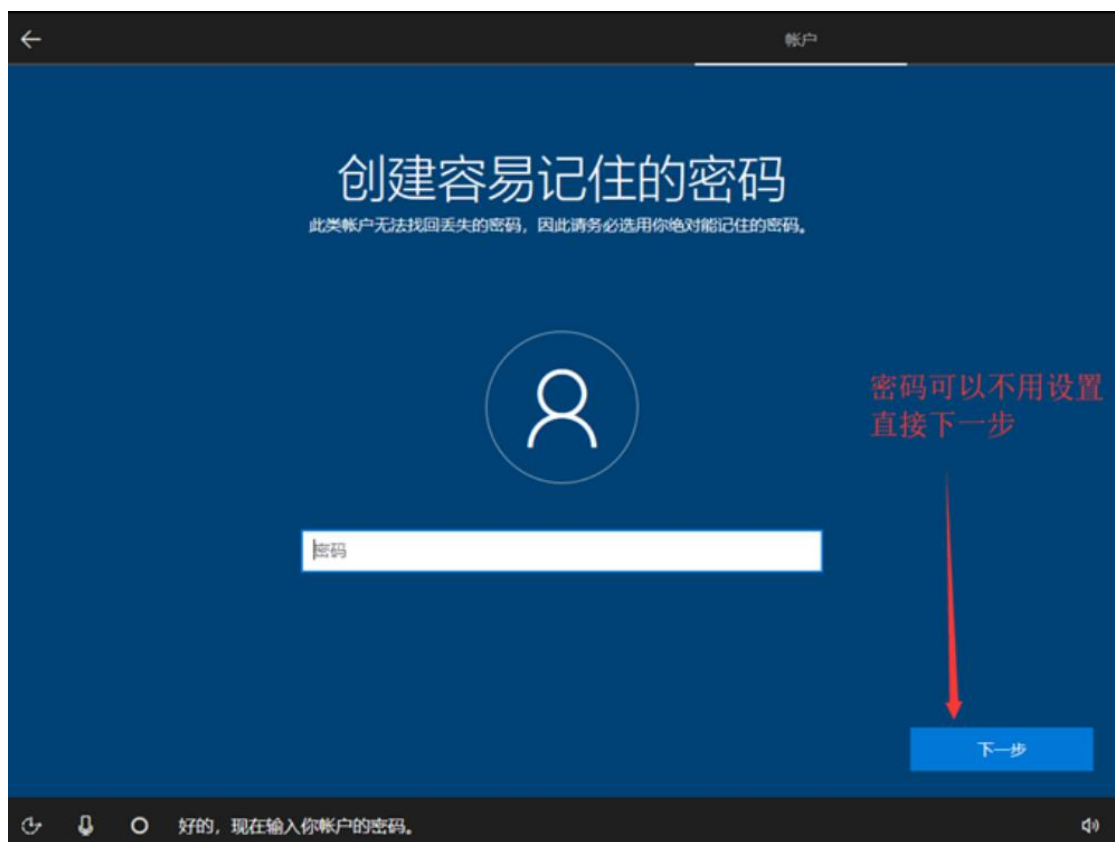 帐户
创建容易记住的密码
此类帐户无法找回丢失的密码，因此请务必选用你绝对能记住的密码。
密码可以不用设置
直接下一步
密码
下一步
好的，现在输入你帐户的密码。